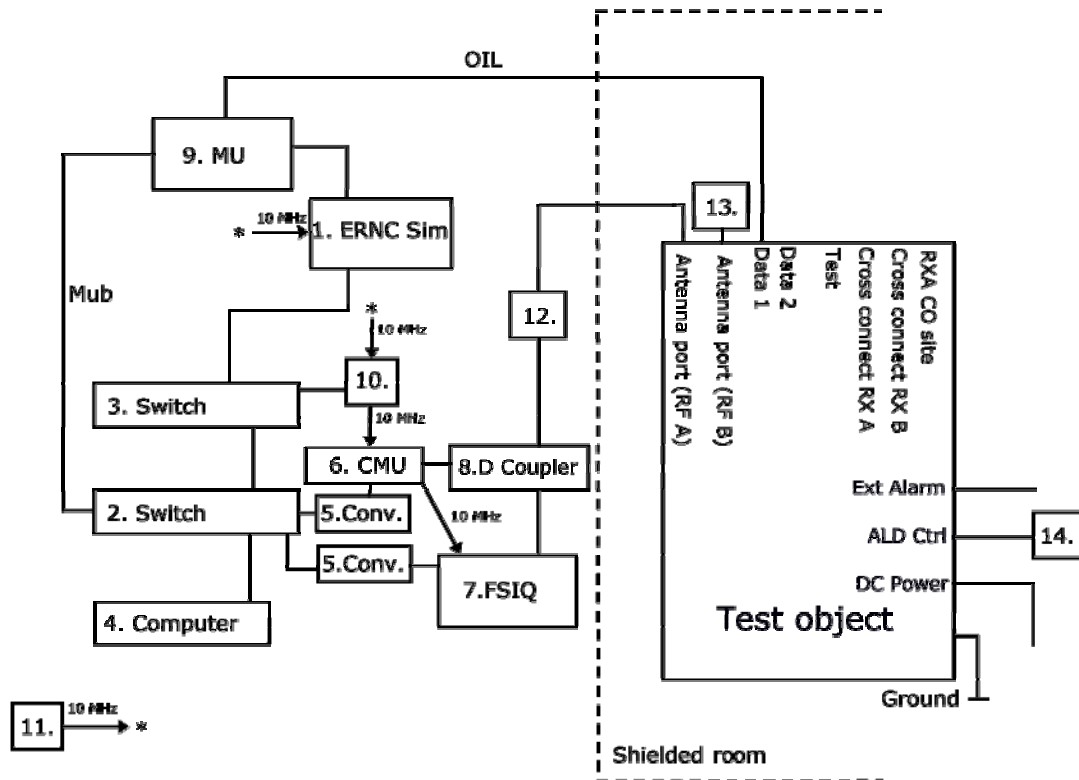 OIL
9. MU
13.
10 MHz
* 1. ERNC Sim
Mub
*
10 MHz
12.
10.
3. Switch
10 MHz
6. CMU
8.D Coupler
2. Switch
5.Conv.
10 MHz
5.Conv.
7.FSIQ
4. Computer
11.
10 MHz
*
Antenna port (RF A)
Antenna port (RF B)
Data 1
Data 2
Test
Cross connect RX A
Cross connect RX B
RXA CO site
Ext Alarm
ALD Ctrl
14.
DC Power
Test object
Ground
Shielded room